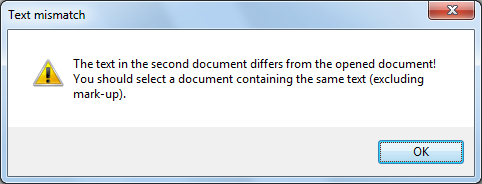 Text mismatch
The text in the second document differs from the opened document!
You should select a document containing the same text (excluding
mark-up).
OK